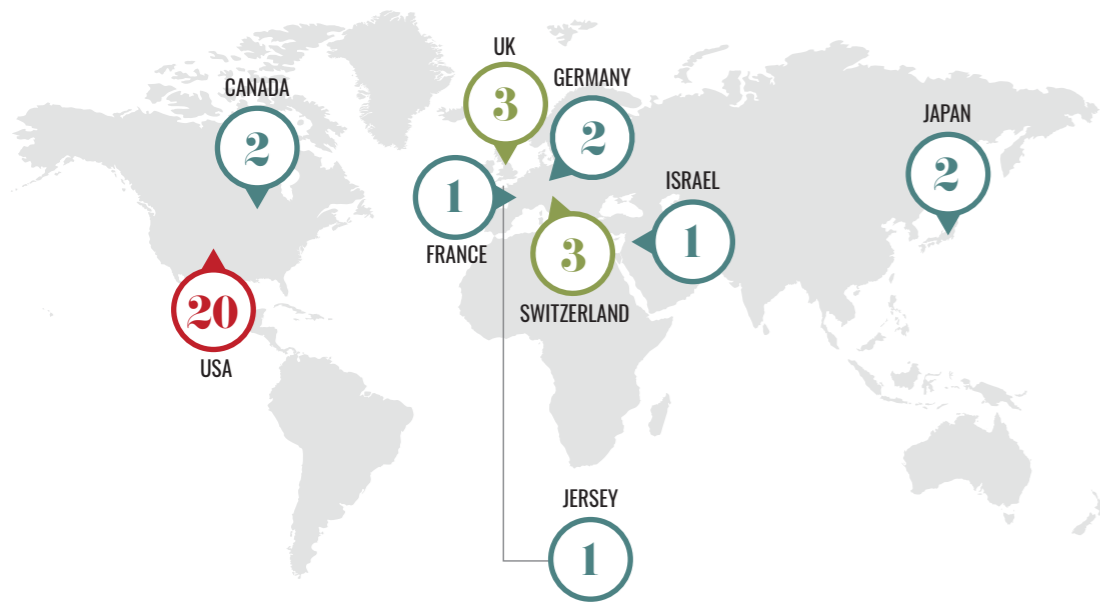 UK
3
GERMANY
2
CANADA
2
JAPAN
2
1
FRANCE
ISRAEL
1
3
SWITZERLAND
20
USA
JERSEY
1